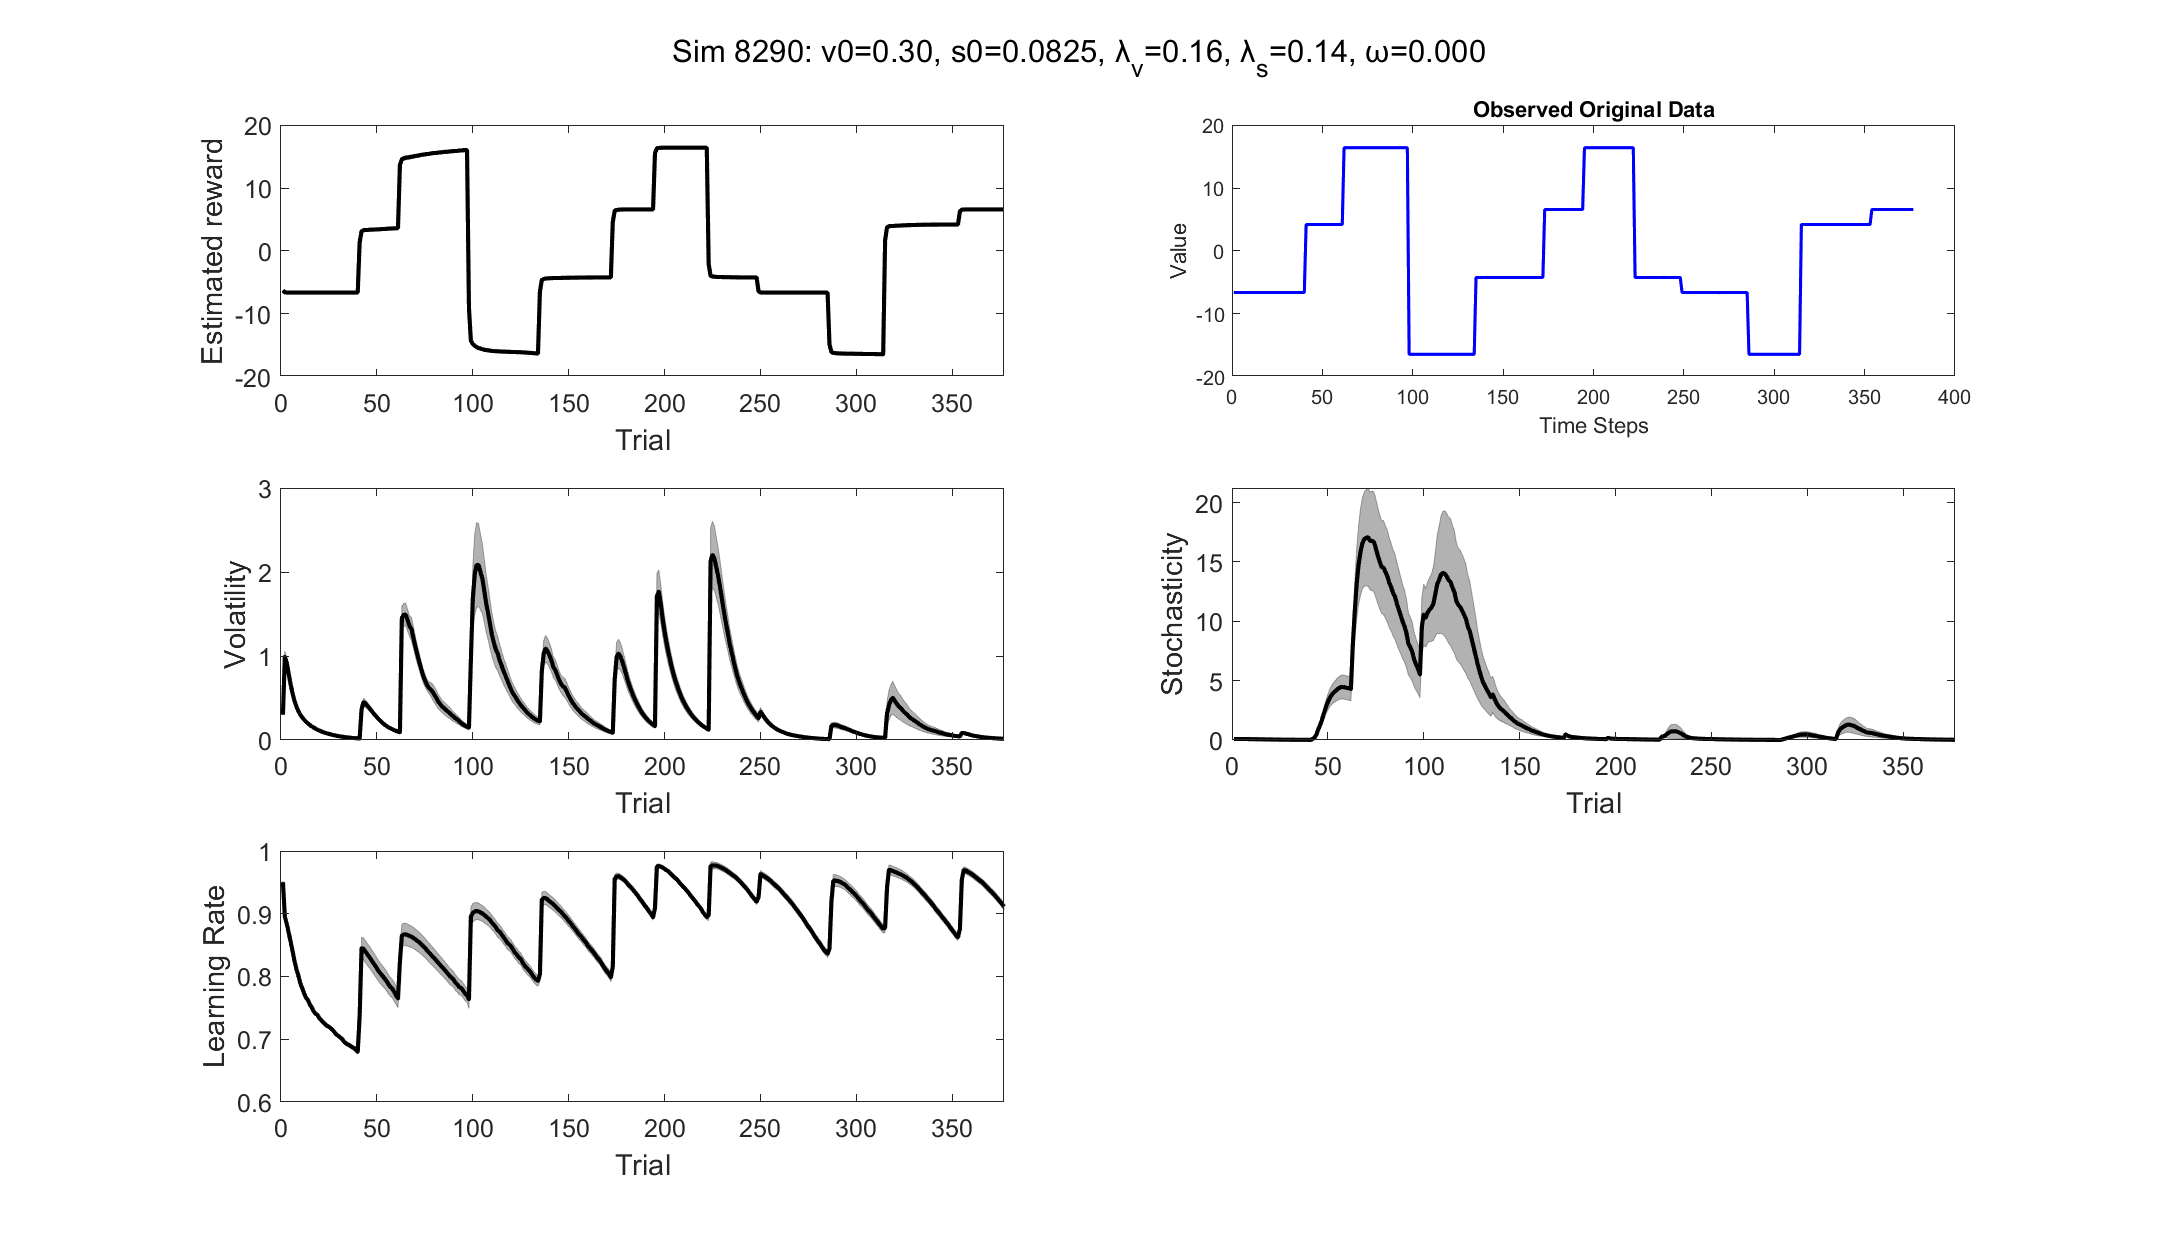 Sim 8290: v0=0.30, s0=0.0825, λ_v=0.16, λ_s=0.14, ω=0.000
Estimated reward
20
10
0
-10
-20
0 50 100 150 200 250 300 350
Trial
Observed Original Data
Value
20
10
0
-10
-20
0 50 100 150 200 250 300 350 400
Time Steps
Volatility
3
2
1
0
0 50 100 150 200 250 300 350
Trial
Stochasticity
20
15
10
5
0
0 50 100 150 200 250 300 350
Trial
Learning Rate
1
0.9
0.8
0.7
0.6
0 50 100 150 200 250 300 350
Trial